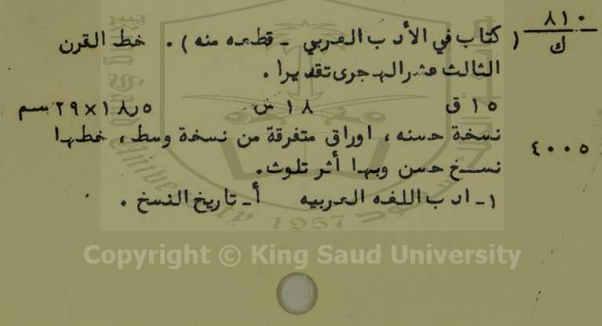 ٨١٠
ك
( كتاب في الأدب العربي - قطعه منه ) . خط القرن
الثالث عشر الهجرى تقديرا .
١٥ ق ١٨ س ١٨٫٥×٢٩ سم
٤٠٠٥
نسخة حسنه ، اوراق متفرقة من نسخة وسط ، خطها
نسخ حسن وبها أثر تلوث .
١- ادب اللغه العربيه أ- تاريخ النسخ .
1957
Copyright © King Saud University